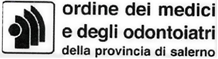 ordine dei medici
e degli odontoiatri
della provincia di salerno